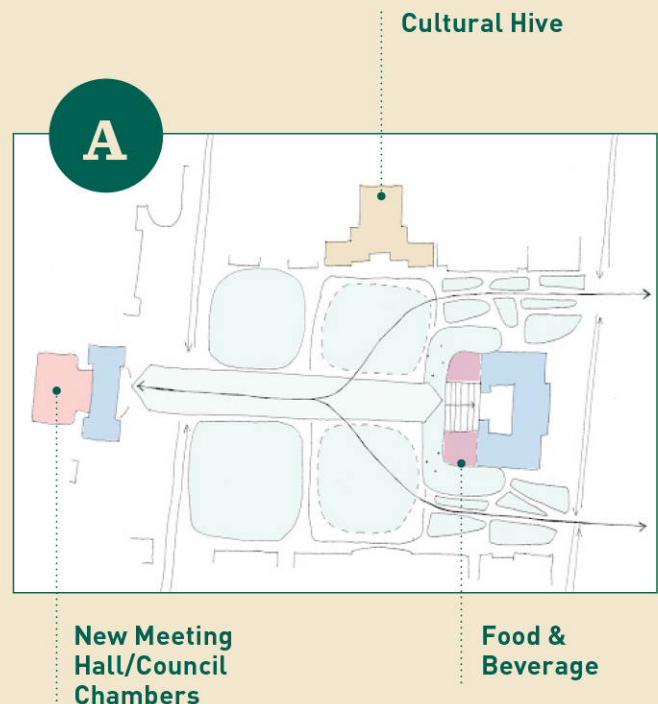 Cultural Hive
A
New Meeting
Hall/Council
Chambers
Food &
Beverage